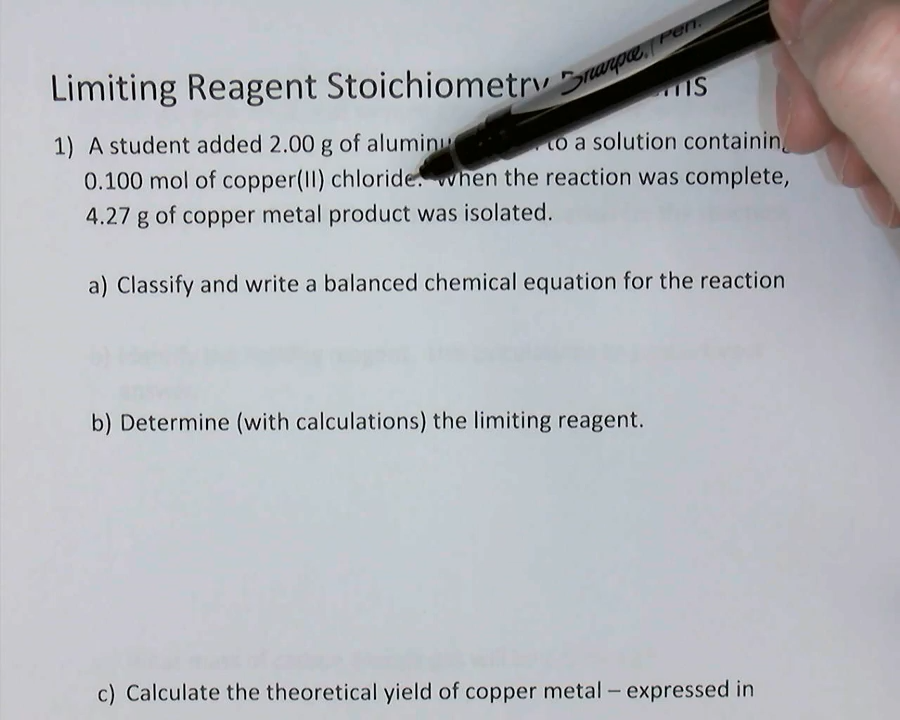 Limiting Reagent Stoichiometry
1) A student added 2.00 g of to a solution
0.100 mol of copper(II) chloride. When the reaction was complete,
4.27 g of copper metal product was isolated.
a) Classify and write a balanced chemical equation for the reaction
b) Determine (with calculations) the limiting reagent.
c) Calculate the theoretical yield of copper metal – expressed in
Sharpie. Pen.